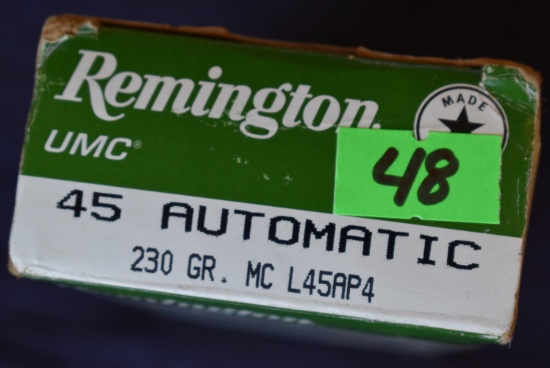 Remington
UMC®
MADE
48
45 AUTOMATIC
230 GR. MC L45AP4